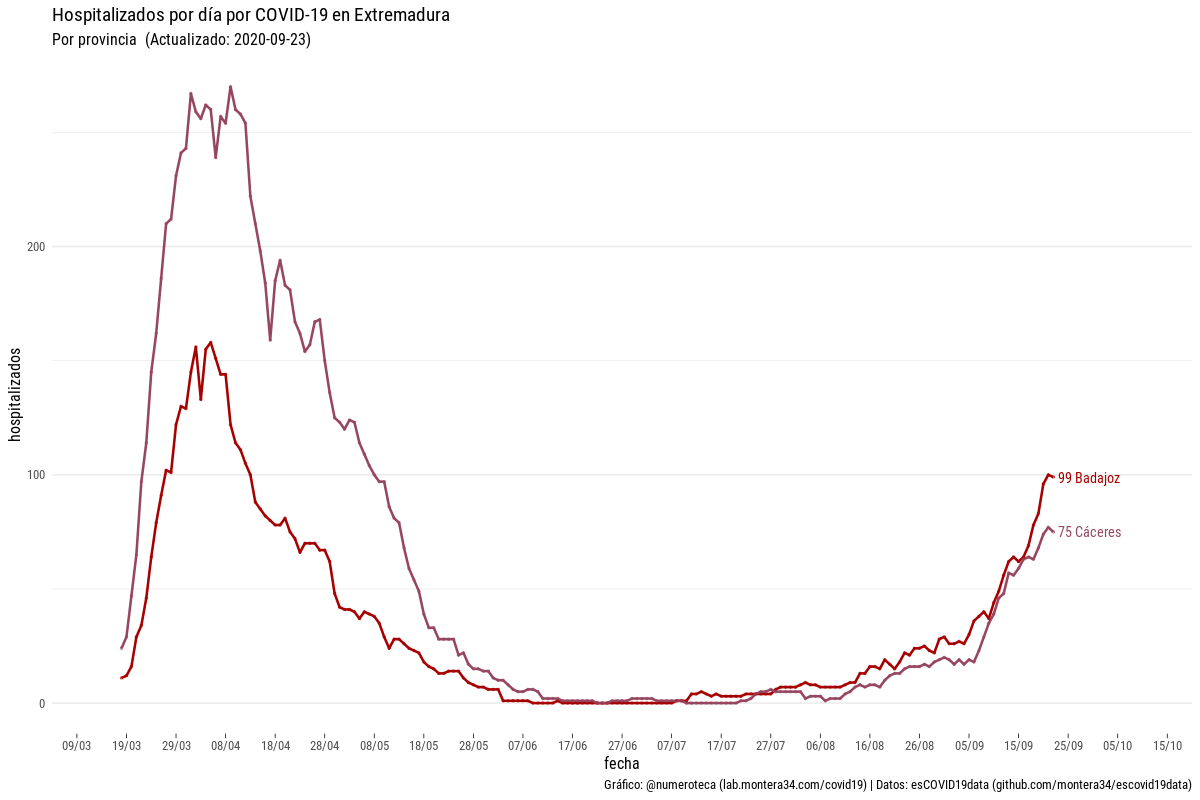 Hospitalizados por día por COVID-19 en Extremadura
Por provincia (Actualizado: 2020-09-23)
hospitalizados
200
100
0
99 Badajoz
75 Cáceres
09/03 19/03 29/03 08/04 18/04 28/04 08/05 18/05 28/05 07/06 17/06 27/06 07/07 17/07 27/07 06/08 16/08 26/08 05/09 15/09 25/09 05/10 15/10
fecha
Gráfico: @numeroteca (lab.montera34.com/covid19) | Datos: esCOVID19data (github.com/montera34/escovid19data)